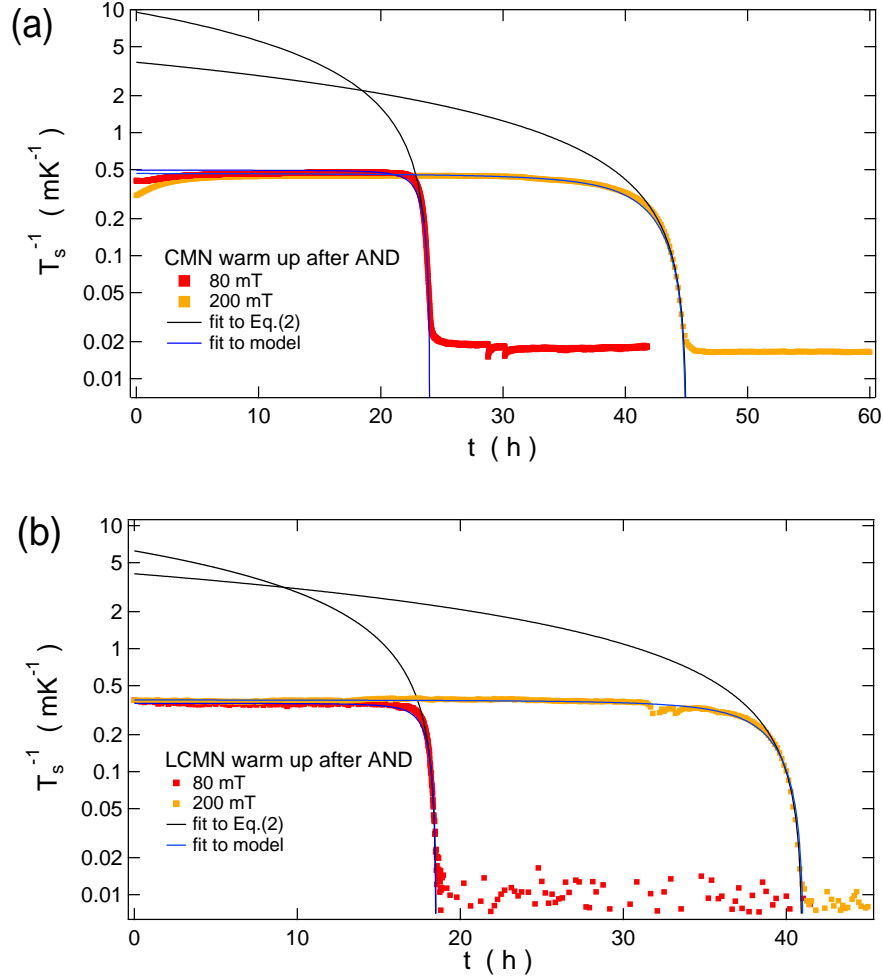 (a)
10
5
2
1
0.5
0.2
0.1
0.05
0.02
0.01
T_s^-1 ( mK^-1 )
CMN warm up after AND
80 mT
200 mT
fit to Eq.(2)
fit to model
0 10 20 30 40 50 60
t ( h )
(b)
10
5
2
1
0.5
0.2
0.1
0.05
0.02
0.01
T_s^-1 ( mK^-1 )
LCMN warm up after AND
80 mT
200 mT
fit to Eq.(2)
fit to model
0 10 20 30 40
t ( h )